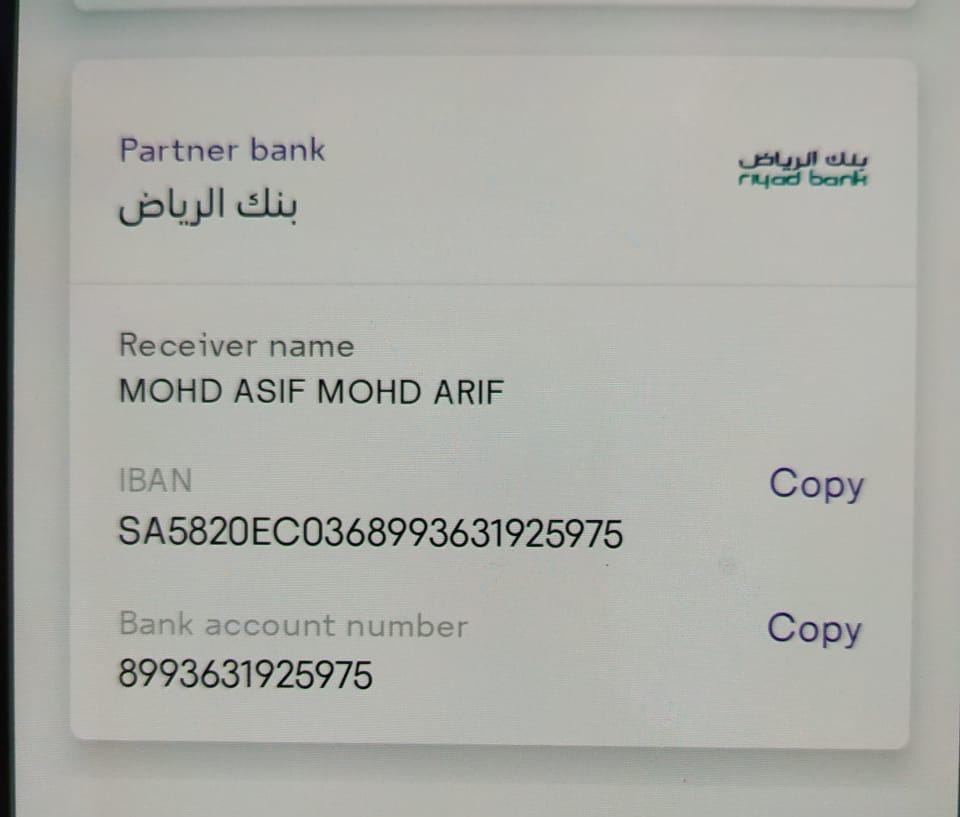 Partner bank
بنك الرياض
بنك الرياض
riyad bank
Receiver name
MOHD ASIF MOHD ARIF
IBAN
Copy
SA5820EC0368993631925975
Bank account number
Copy
8993631925975